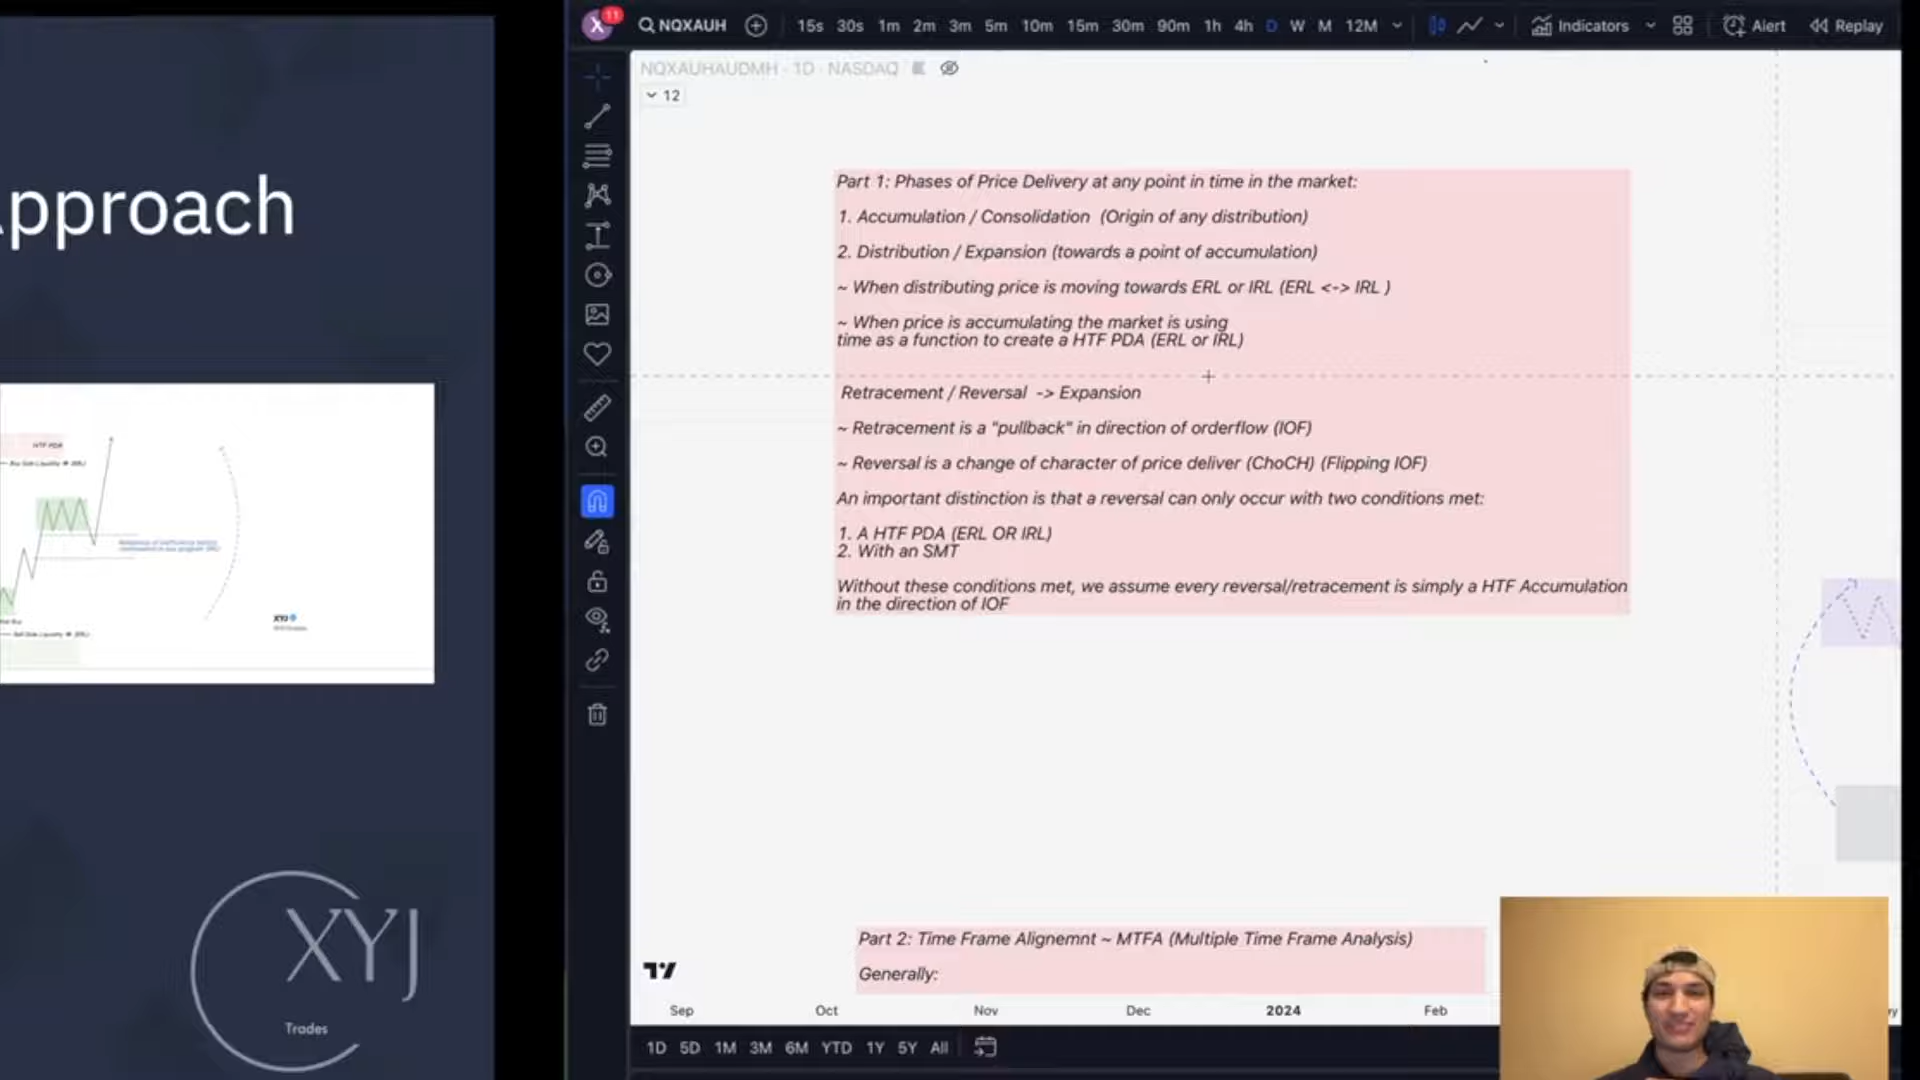 Approach
HTF PDA
XYJ
XYJ
Trades
X
11
NQXAUH
15s 30s 1m 2m 3m 5m 10m 15m 30m 90m 1h 4h D W M 12M
Indicators
Alert
Replay
NQXAUHAUDMH · 1D · NASDAQ
12
Part 1: Phases of Price Delivery at any point in time in the market:
1. Accumulation / Consolidation (Origin of any distribution)
2. Distribution / Expansion (towards a point of accumulation)
~ When distributing price is moving towards ERL or IRL (ERL <-> IRL )
~ When price is accumulating the market is using
time as a function to create a HTF PDA (ERL or IRL)
Retracement / Reversal -> Expansion
~ Retracement is a "pullback" in direction of orderflow (IOF)
~ Reversal is a change of character of price deliver (ChoCH) (Flipping IOF)
An important distinction is that a reversal can only occur with two conditions met:
1. A HTF PDA (ERL OR IRL)
2. With an SMT
Without these conditions met, we assume every reversal/retracement is simply a HTF Accumulation
in the direction of IOF
Part 2: Time Frame Alignemnt ~ MTFA (Multiple Time Frame Analysis)
Generally:
Sep Oct Nov Dec 2024 Feb
1D 5D 1M 3M 6M YTD 1Y 5Y All